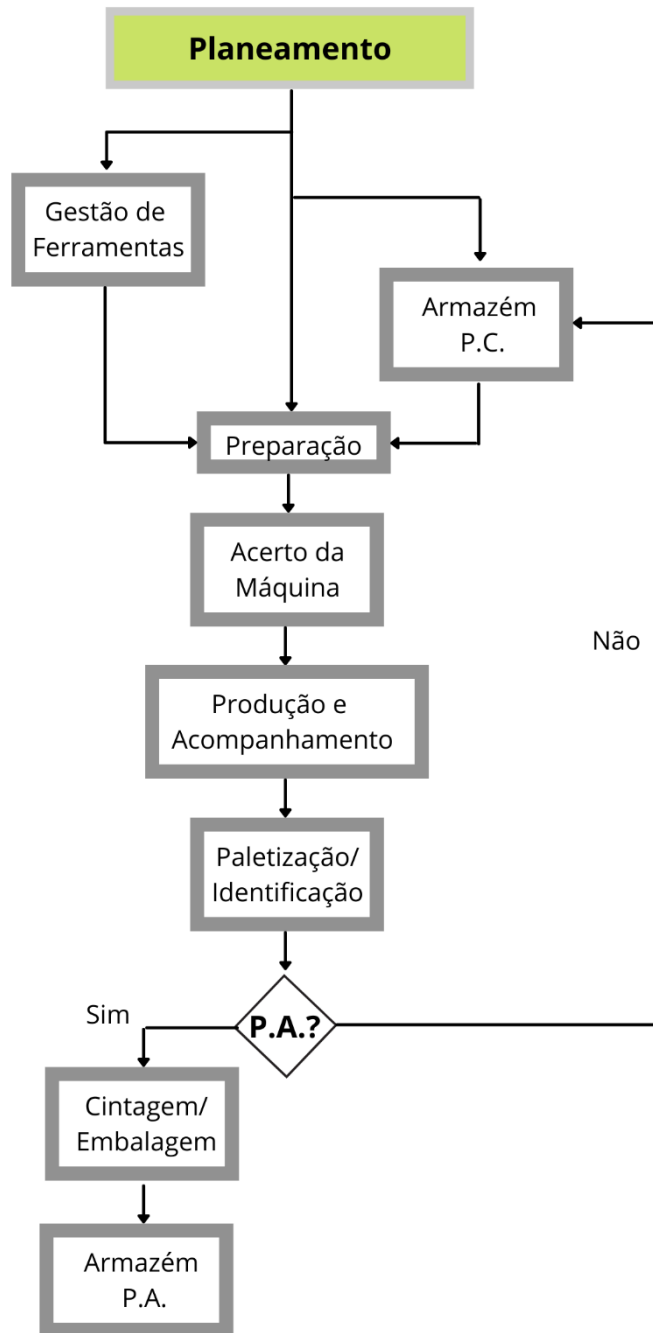 Planeamento
Gestão de
Ferramentas
Armazém
P.C.
Preparação
Acerto da
Máquina
Não
Produção e
Acompanhamento
Paletização/
Identificação
Sim
P.A.?
Cintagem/
Embalagem
Armazém
P.A.